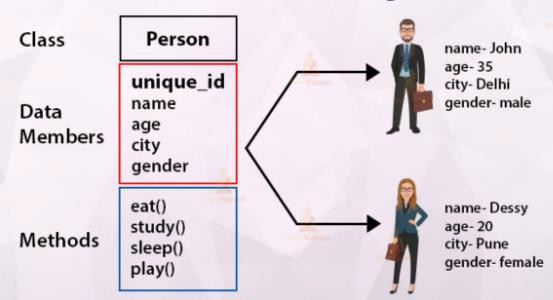 Class
Person
Data
Members
unique_id
name
age
city
gender
Methods
eat()
study()
sleep()
play()
name- John
age- 35
city- Delhi
gender- male
name- Dessy
age- 20
city- Pune
gender- female